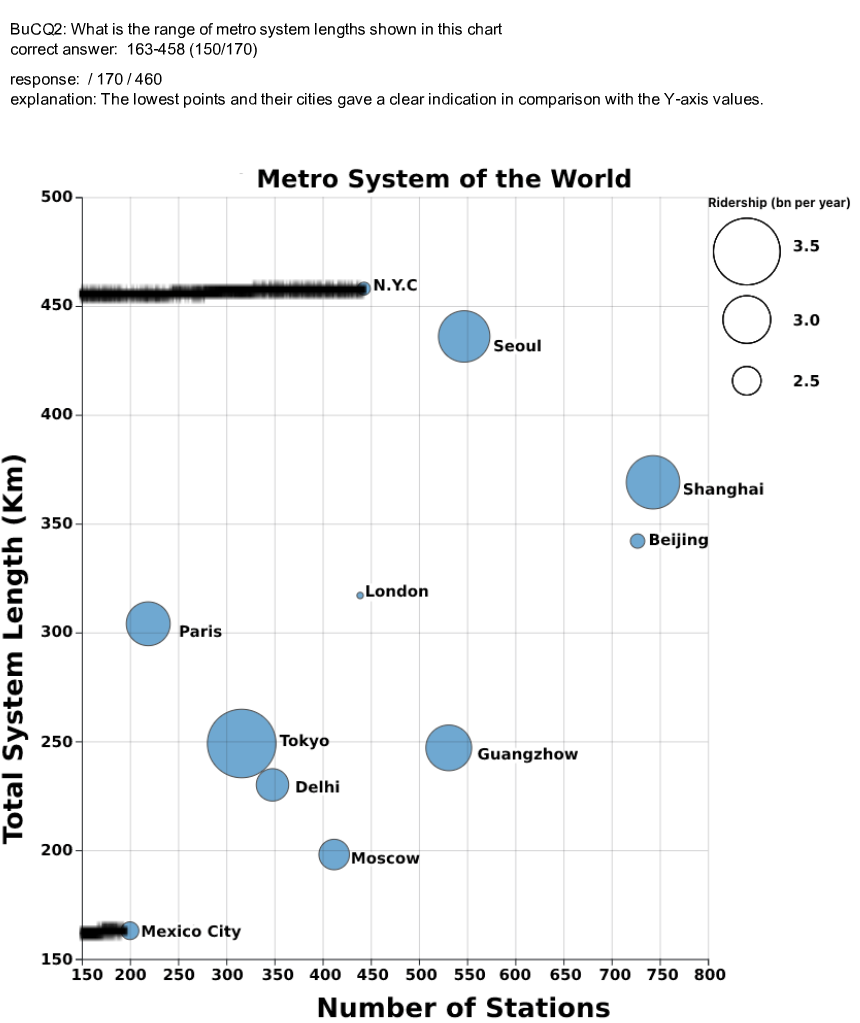 BuCQ2: What is the range of metro system lengths shown in this chart
correct answer:  163-458 (150/170)
response:  / 170 / 460
explanation: The lowest points and their cities gave a clear indication in comparison with the Y-axis values.
Metro System of the World
Ridership (bn per year)
3.5
3.0
2.5
Total System Length (Km)
500
450
400
350
300
250
200
150
N.Y.C
Seoul
Shanghai
Beijing
London
Paris
Tokyo
Guangzhow
Delhi
Moscow
Mexico City
150 200 250 300 350 400 450 500 550 600 650 700 750 800
Number of Stations